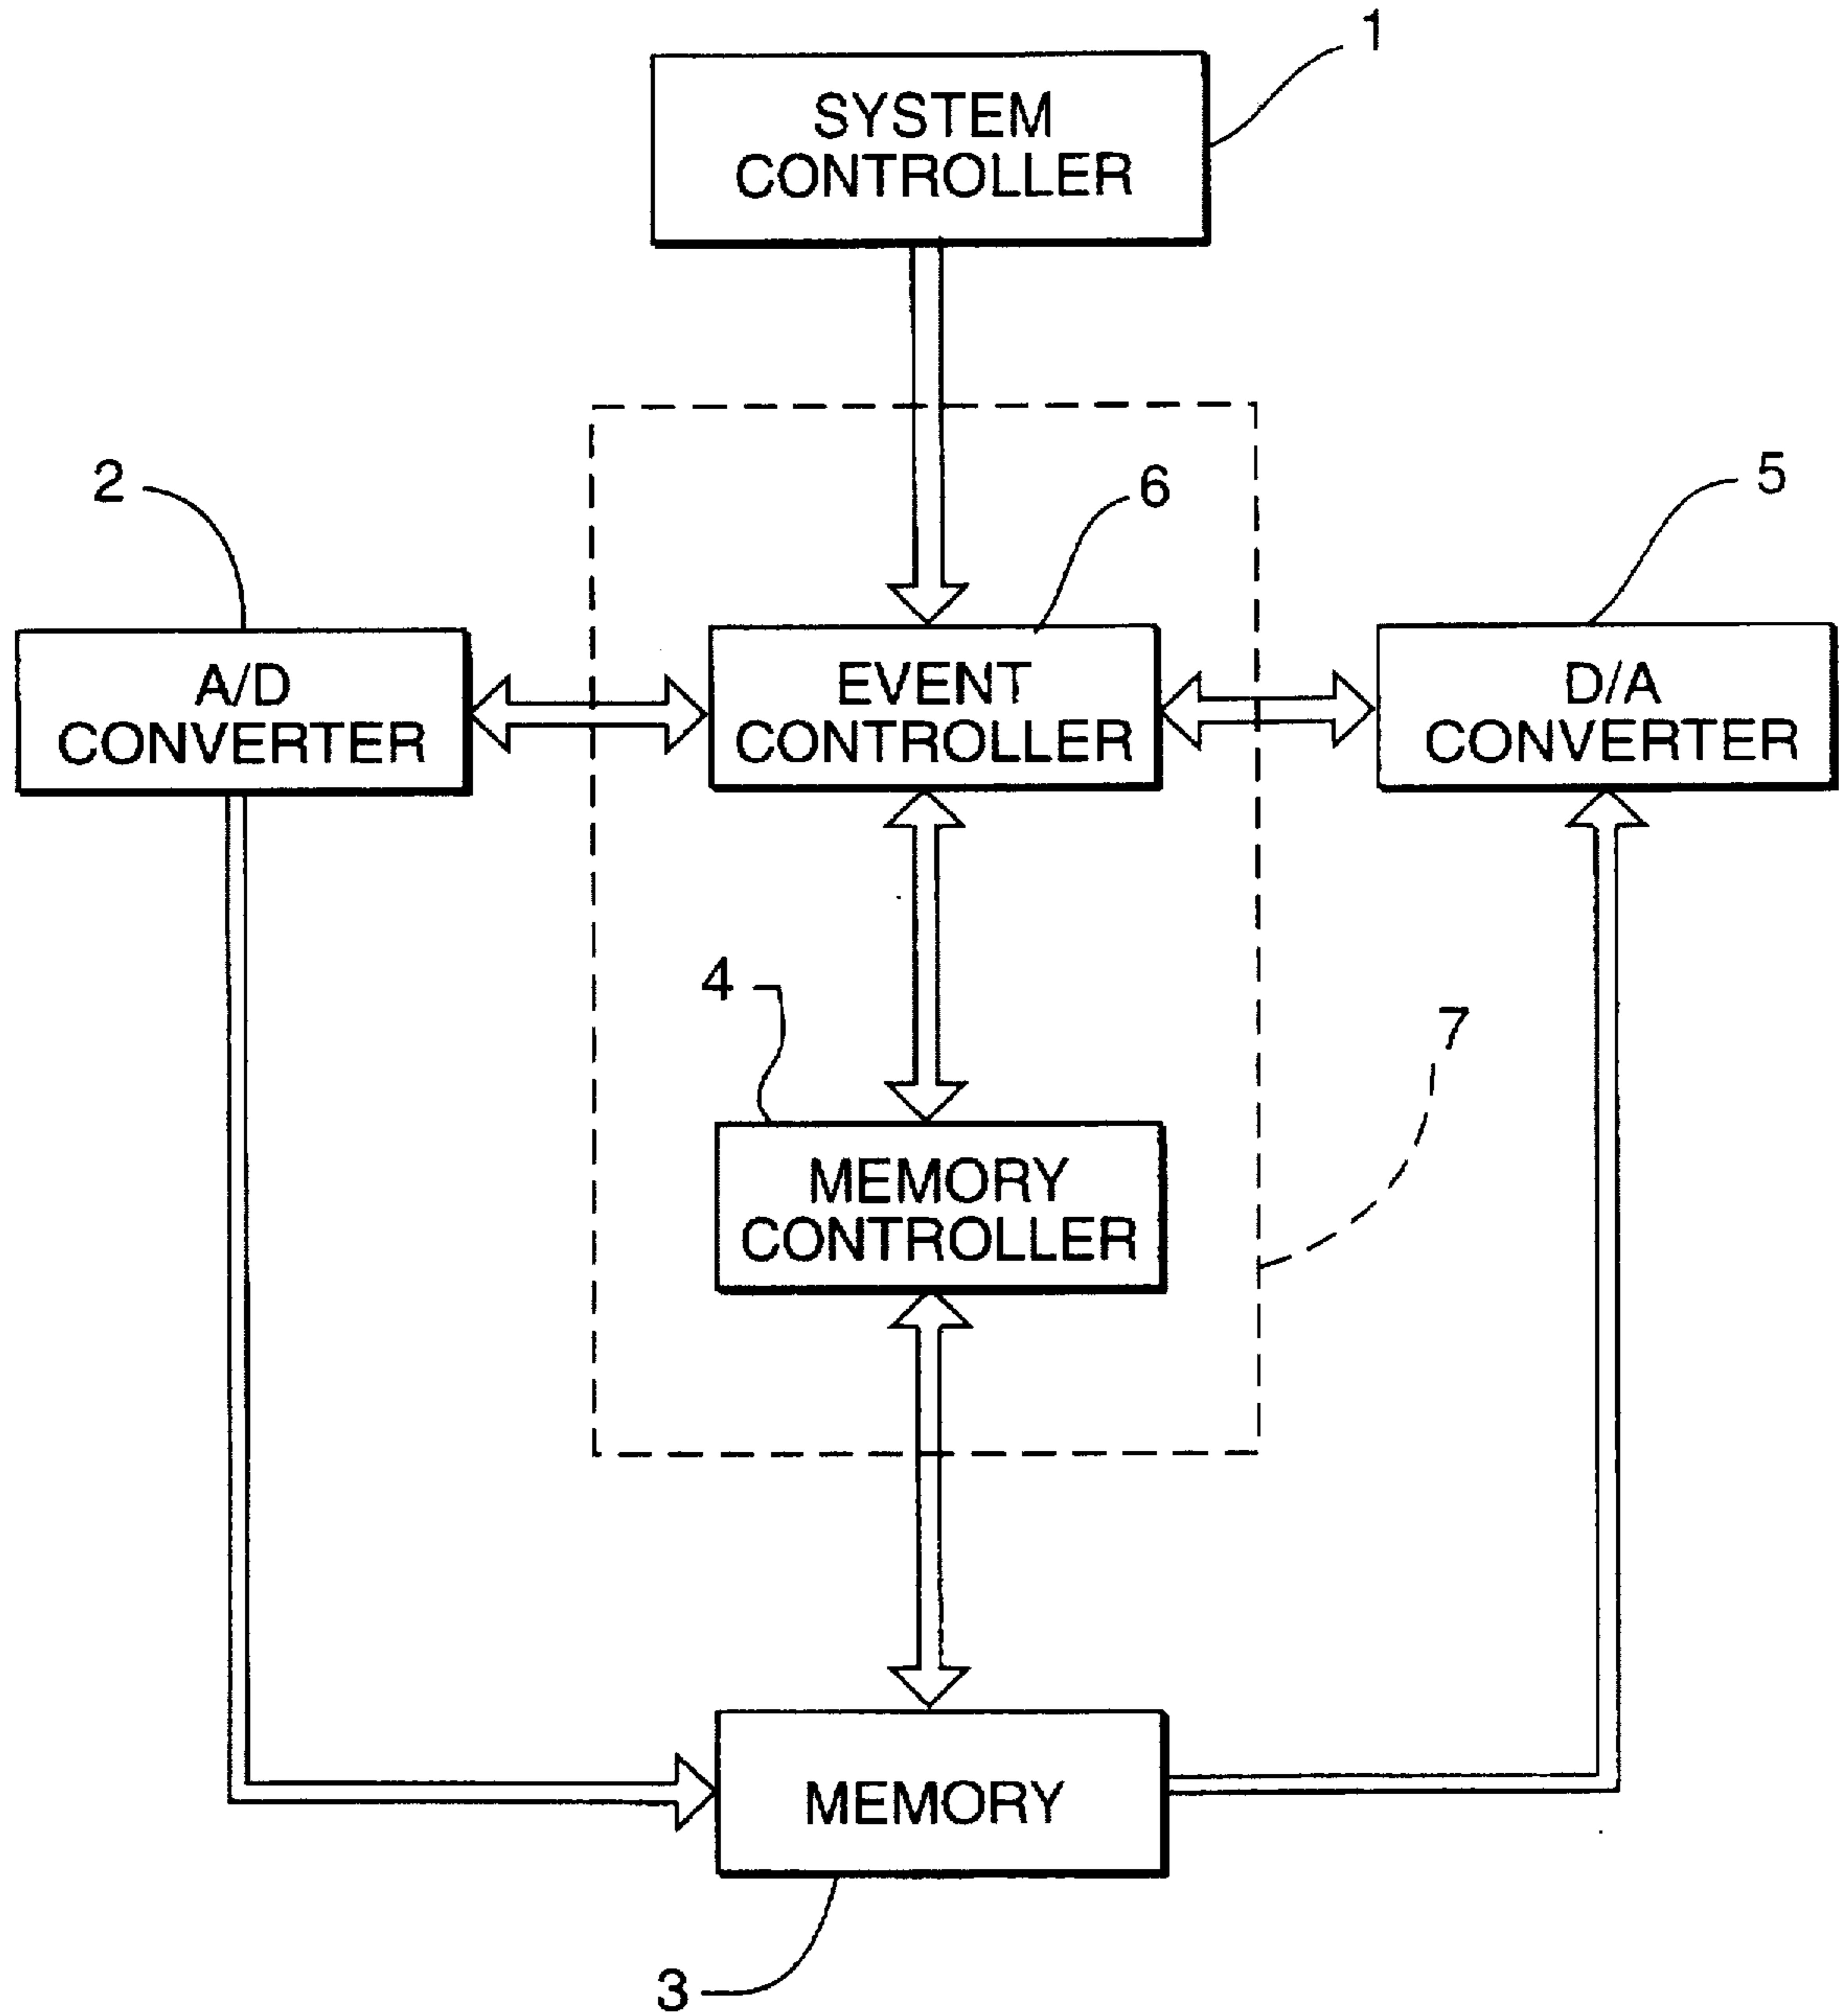 1
SYSTEM
CONTROLLER
2
6
5
A/D
CONVERTER
EVENT
CONTROLLER
D/A
CONVERTER
4
7
MEMORY
CONTROLLER
MEMORY
3